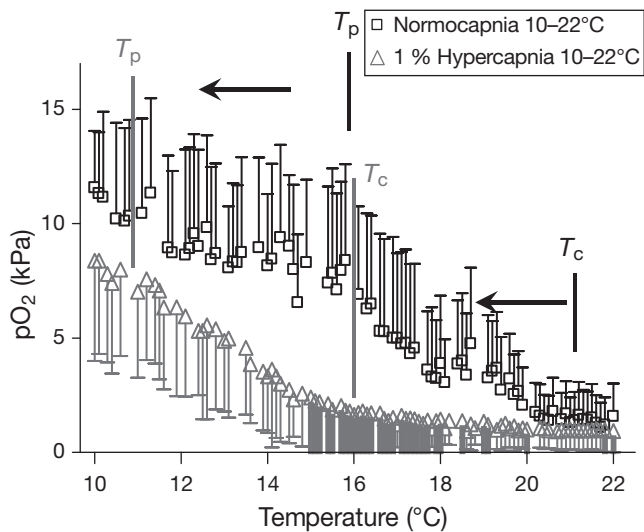 Normocapnia 10–22°C
1 % Hypercapnia 10–22°C
Tp
Tp
Tc
Tc
pO2 (kPa)
15
10
5
0
10
12
14
16
18
20
22
Temperature (°C)